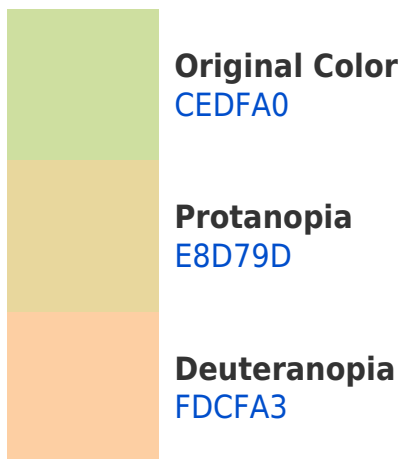 Original Color
CEDFA0
Protanopia
E8D79D
Deuteranopia
FDCFA3